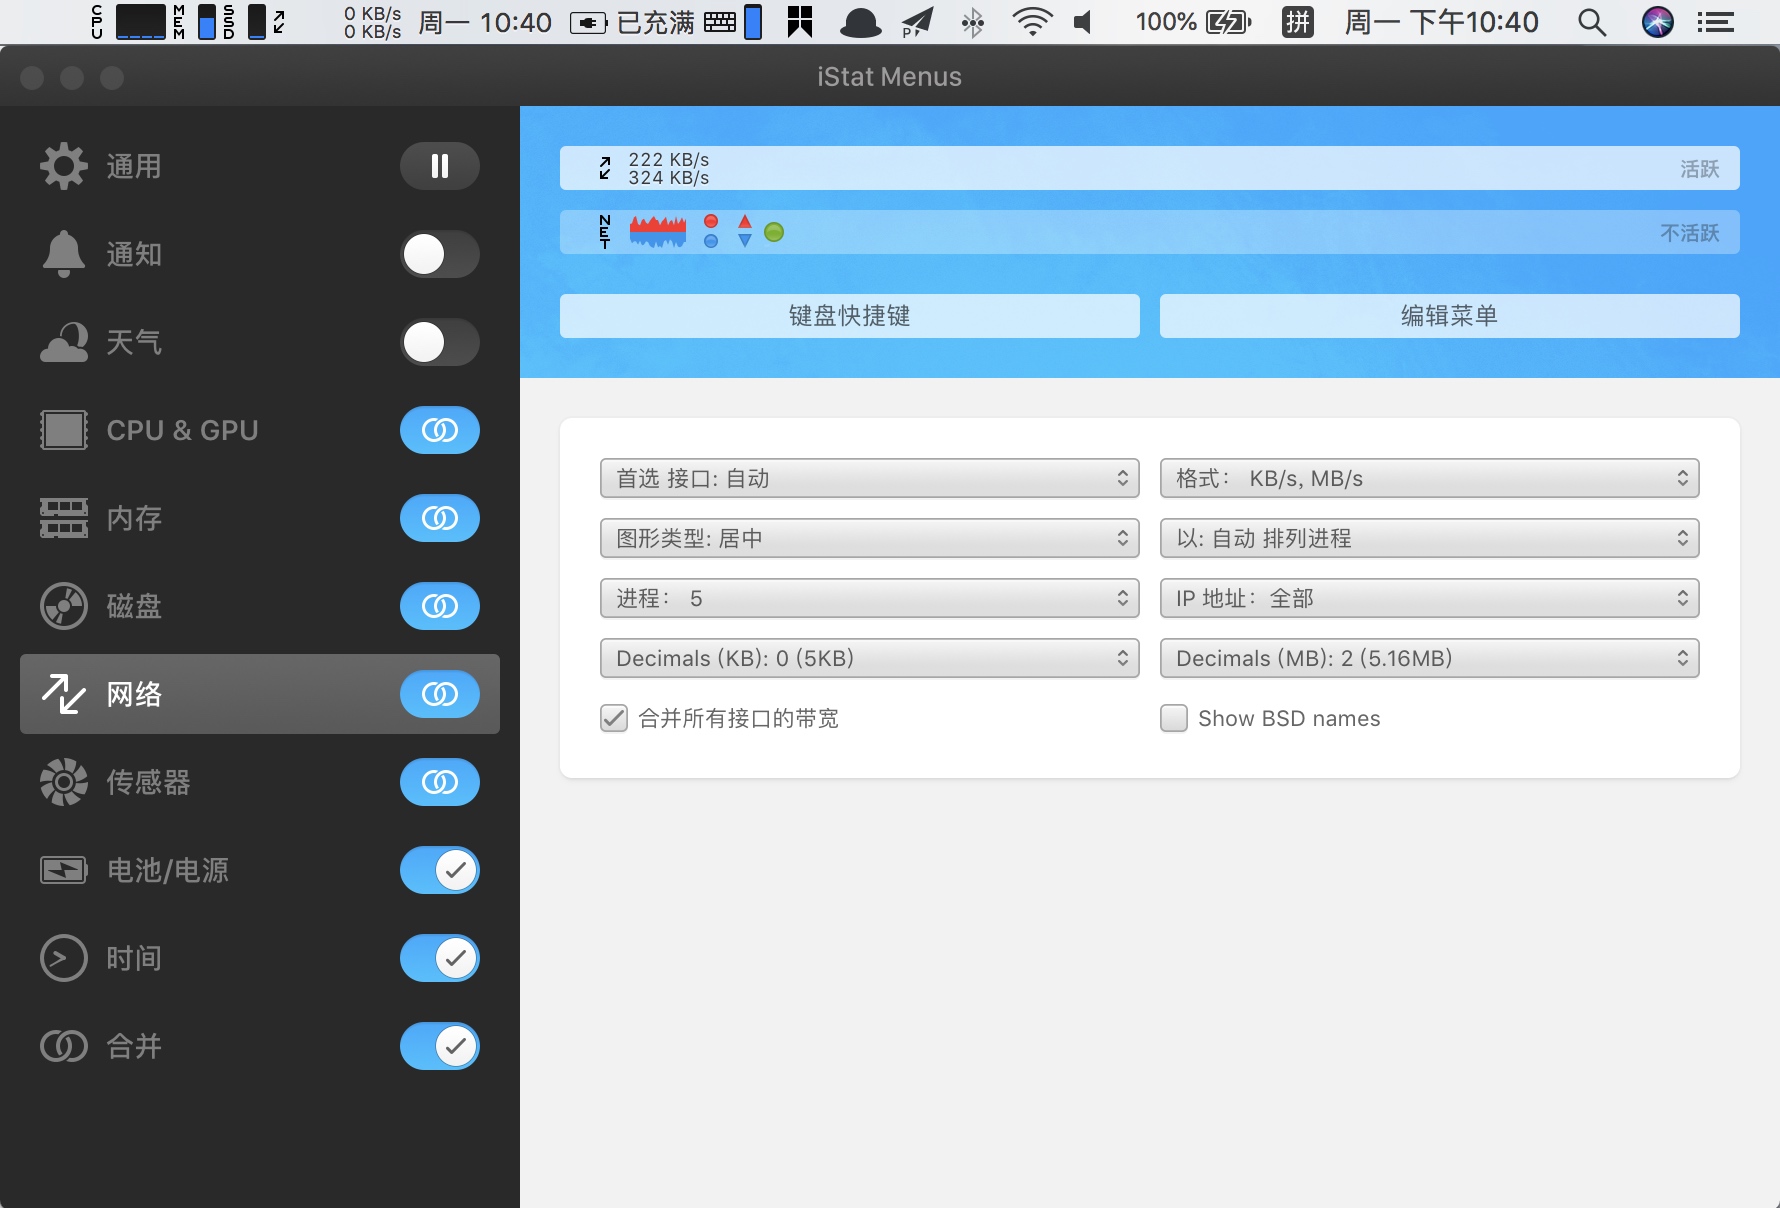 CPU
MEM
SSD
0 KB/s
0 KB/s
周一 10:40
已充满
P
100%
拼
周一 下午10:40
iStat Menus
通用
通知
天气
CPU & GPU
内存
磁盘
网络
传感器
电池/电源
时间
合并
222 KB/s
324 KB/s
活跃
NET
不活跃
键盘快捷键
编辑菜单
首选 接口: 自动
格式： KB/s, MB/s
图形类型: 居中
以: 自动 排列进程
进程： 5
IP 地址：全部
Decimals (KB): 0 (5KB)
Decimals (MB): 2 (5.16MB)
合并所有接口的带宽
Show BSD names